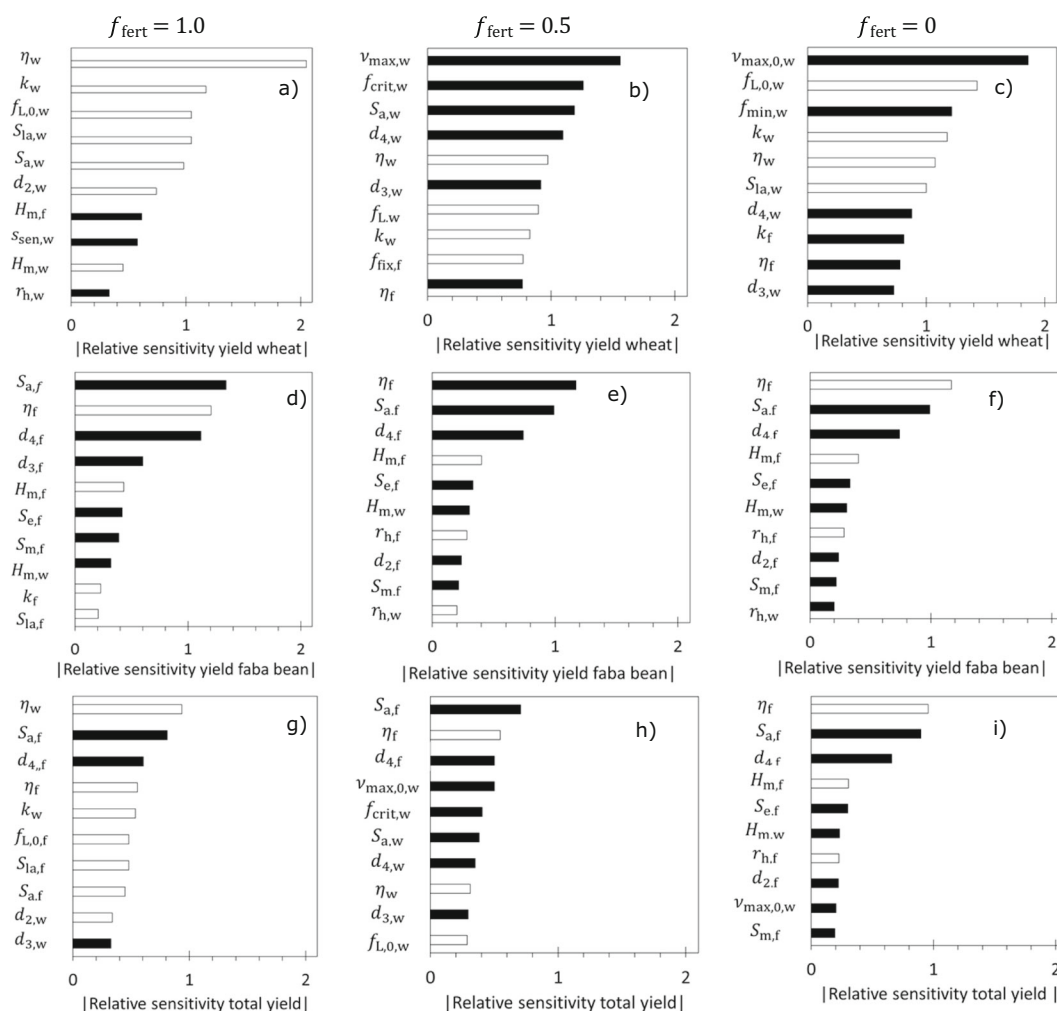 f_fert = 1.0
f_fert = 0.5
f_fert = 0
η_w
k_w
f_L,0,w
S_la,w
S_a,w
d_2,w
H_m,f
s_sen,w
H_m,w
r_h,w
a)
0 1 2
|Relative sensitivity yield wheat|
ν_max,w
f_crit,w
S_a,w
d_4,w
η_w
d_3,w
f_L.w
k_w
f_fix,f
η_f
b)
0 1 2
|Relative sensitivity yield wheat|
ν_max,0,w
f_L,0,w
f_min,w
k_w
η_w
S_la,w
d_4,w
k_f
η_f
d_3,w
c)
0 1 2
|Relative sensitivity yield wheat|
S_a,f
η_f
d_4,f
d_3,f
H_m,f
S_e,f
S_m,f
H_m,w
k_f
S_la,f
d)
0 1 2
|Relative sensitivity yield faba bean|
η_f
S_a.f
d_4.f
H_m,f
S_e,f
H_m,w
r_h,f
d_2,f
S_m.f
r_h,w
e)
0 1 2
|Relative sensitivity yield faba bean|
η_f
S_a.f
d_4.f
H_m,f
S_e,f
H_m,w
r_h,f
d_2,f
S_m,f
r_h,w
f)
0 1 2
|Relative sensitivity yield faba bean|
η_w
S_a,f
d_4,,f
η_f
k_w
f_L,0,f
S_la,f
S_a.f
d_2,w
d_3,w
g)
0 1 2
|Relative sensitivity total yield|
S_a,f
η_f
d_4,f
ν_max,0,w
f_crit,w
S_a.w
d_4,w
η_w
d_3,w
f_L,0,w
h)
0 1 2
|Relative sensitivity total yield|
η_f
S_a,f
d_4.f
H_m,f
S_e.f
H_m.w
r_h.f
d_2.f
ν_max,0,w
S_m,f
i)
0 1 2
|Relative sensitivity total yield|